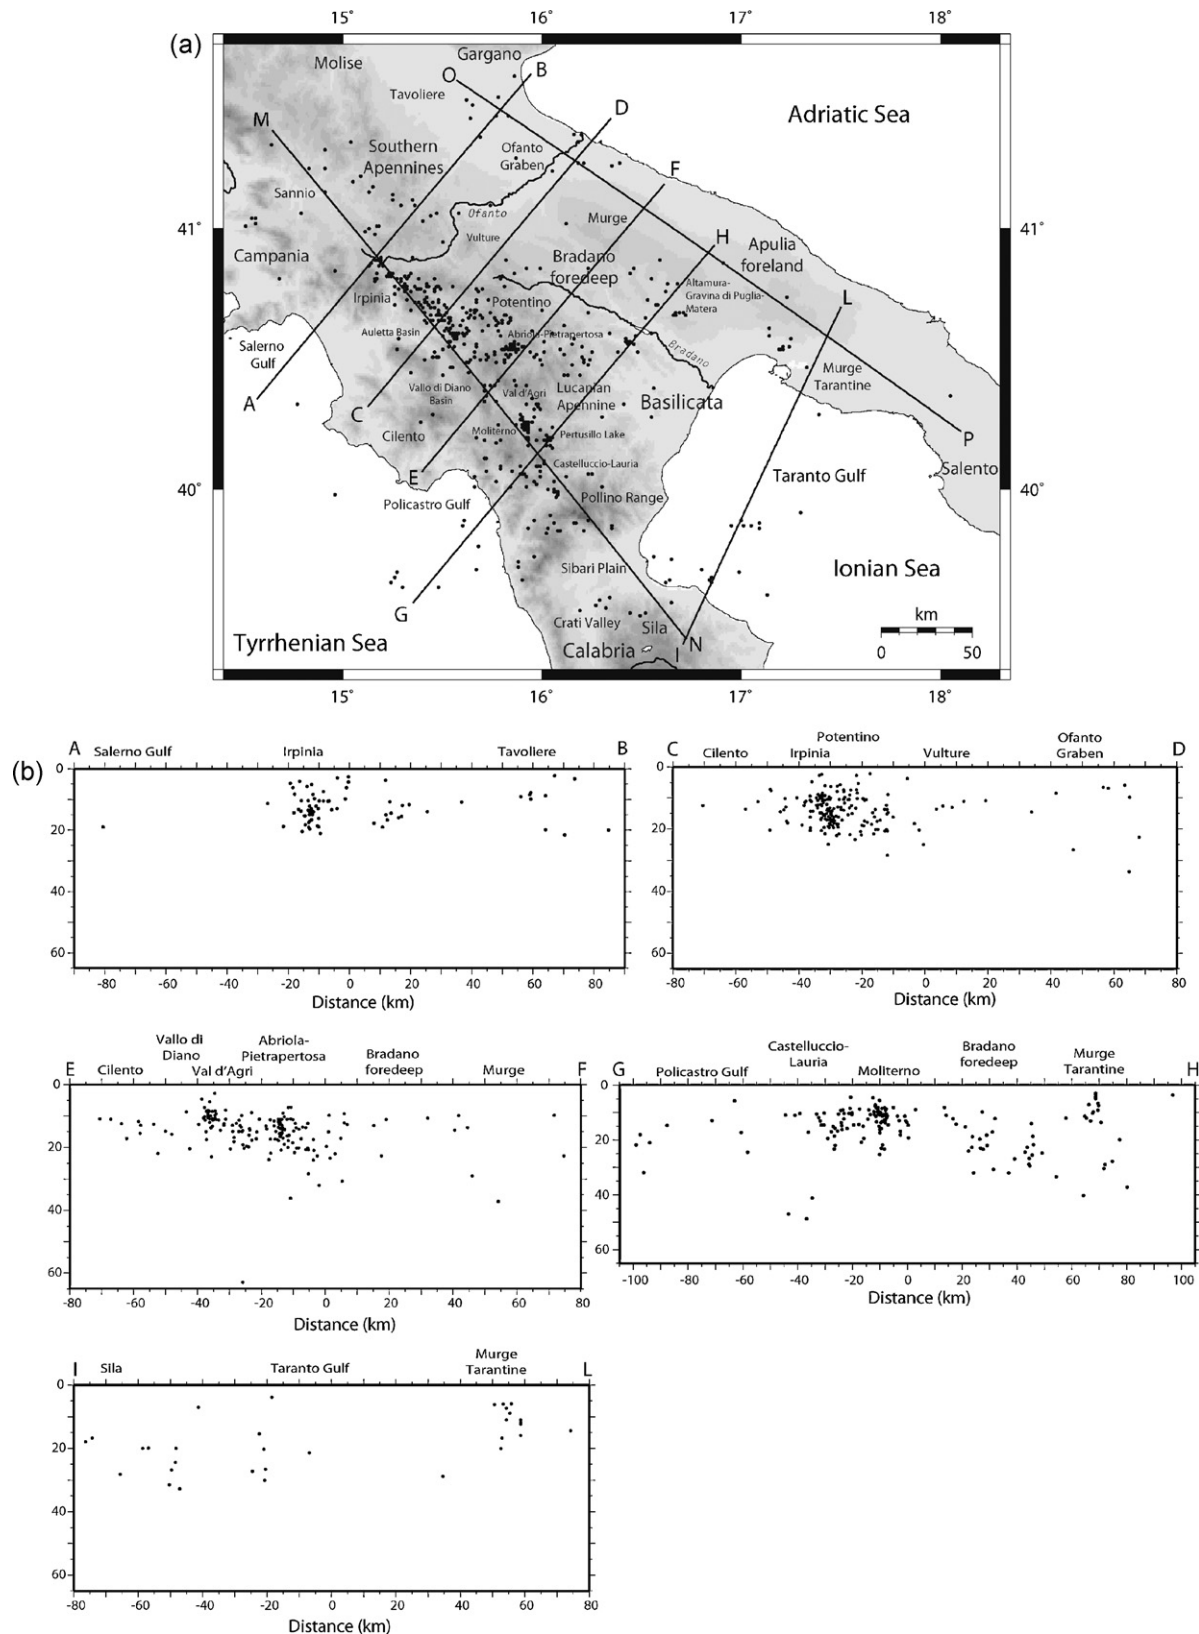 15˚ 16˚ 17˚ 18˚
(a)
Molise
Gargano
O
B
Tavoliere
Adriatic Sea
M
D
Southern
Apennines
Ofanto
Graben
F
Sannio
Ofanto
Murge
41˚ 41˚
Vulture
H
Campania
Bradano
foredeep
Apulia
foreland
Irpinia
Potentino
Altamura-
Gravina di Puglia-
Matera
L
Auletta Basin
Abriola-Pietrapertosa
Salerno
Gulf
Bradano
Murge
Tarantine
Vallo di Diano
Basin
Val d'Agri
Lucanian
Apennine
Basilicata
A
C
Cilento
Moliterno
Pertusillo Lake
P
E
Castelluccio-Lauria
Taranto Gulf
Salento
40˚ 40˚
Policastro Gulf
Pollino Range
Sibari Plain
Ionian Sea
G
Crati Valley
Sila
km
Tyrrhenian Sea
Calabria
I
N
0 50
15˚ 16˚ 17˚ 18˚
(b)
A Salerno Gulf Irpinia Tavoliere B
0
20
40
60
-80 -60 -40 -20 0 20 40 60 80
Distance (km)
Potentino
Ofanto
Graben
C Cilento Irpinia Vulture D
0
20
40
60
-80 -60 -40 -20 0 20 40 60 80
Distance (km)
Vallo di
Diano
Abriola-
Pietrapertosa
Bradano
foredeep
E Cilento Val d'Agri Murge F
0
20
40
60
-80 -60 -40 -20 0 20 40 60 80
Distance (km)
Castelluccio-
Lauria
Bradano
foredeep
Murge
Tarantine
G Policastro Gulf Moliterno H
0
20
40
60
-100 -80 -60 -40 -20 0 20 40 60 80 100
Distance (km)
Murge
Tarantine
I Sila Taranto Gulf L
0
20
40
60
-80 -60 -40 -20 0 20 40 60 80
Distance (km)